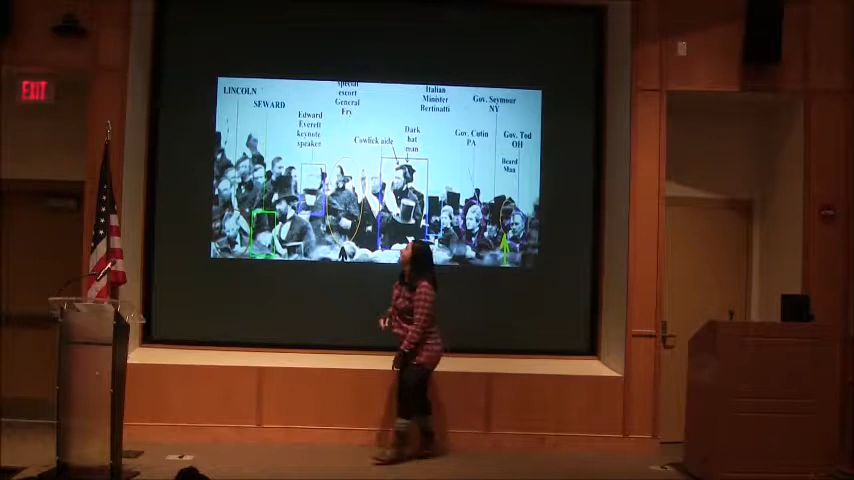 EXIT
LINCOLN
SEWARD
Edward
Everett
keynote
speaker
special
escort
General
Fry
Cowlick aide
Dark
hat
man
Italian
Minister
Bertinatti
Gov. Curtin
PA
Gov. Seymour
NY
Gov. Tod
OH
Beard
Man